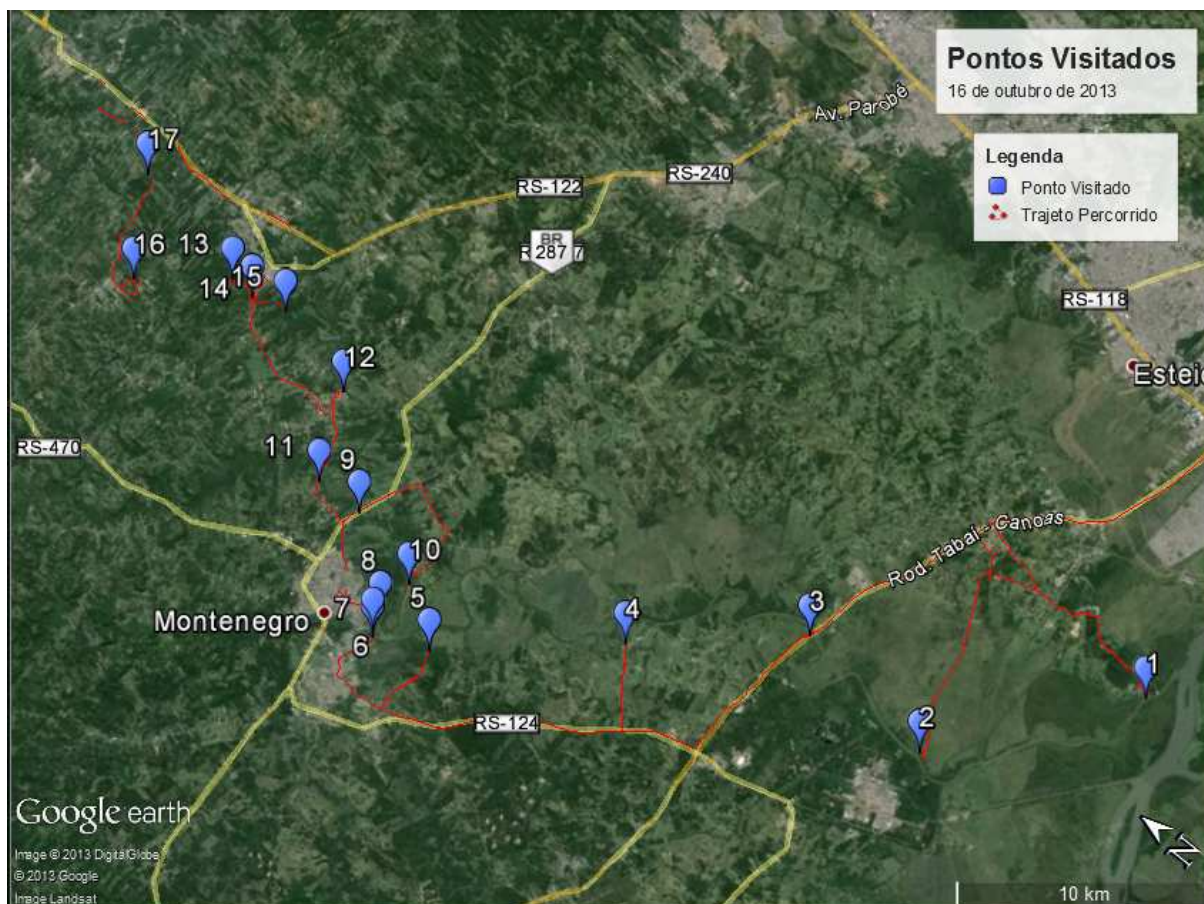 Pontos Visitados
16 de outubro de 2013
Legenda
Ponto Visitado
Trajeto Percorrido
Av. Parobé
RS-240
RS-122
BR
287
RS-118
Esteio
RS-470
Rod. Tabaí - Canoas
Montenegro
RS-124
17
16
13
14
15
12
11
9
8
10
7
5
6
4
3
2
1
Google earth
Image © 2013 DigitalGlobe
© 2013 Google
Image Landsat
N
10 km